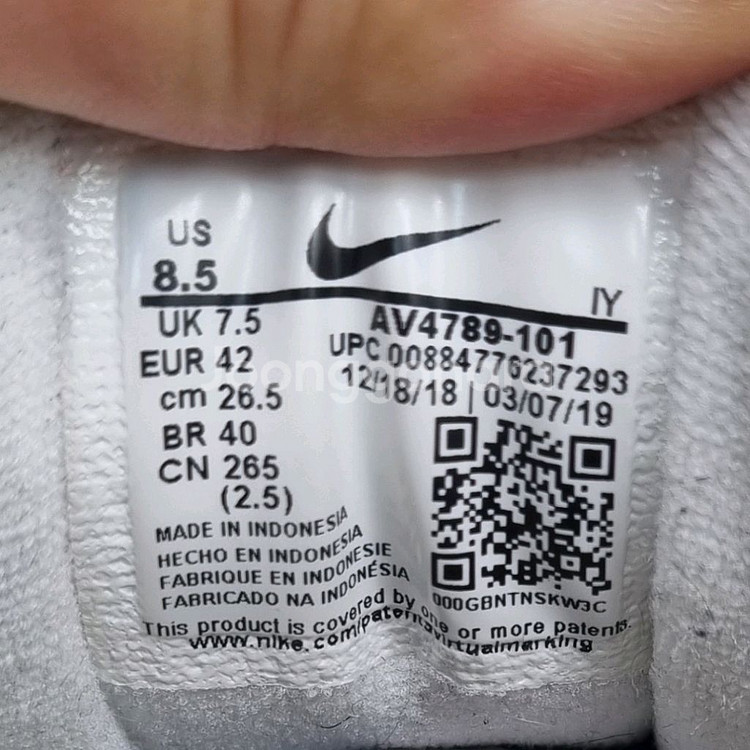 US
8.5
IY
UK 7.5
EUR 42
cm 26.5
BR 40
CN 265
(2.5)
AV4789-101
UPC 00884776237293
12/18/18 | 03/07/19
000GBNTNSKW3C
MADE IN INDONESIA
HECHO EN INDONESIA
FABRIQUE EN INDONESIE
FABRICADO NA INDONÉSIA
This product is covered by one or more patents.
www.nike.com/patentsvirtualmarking